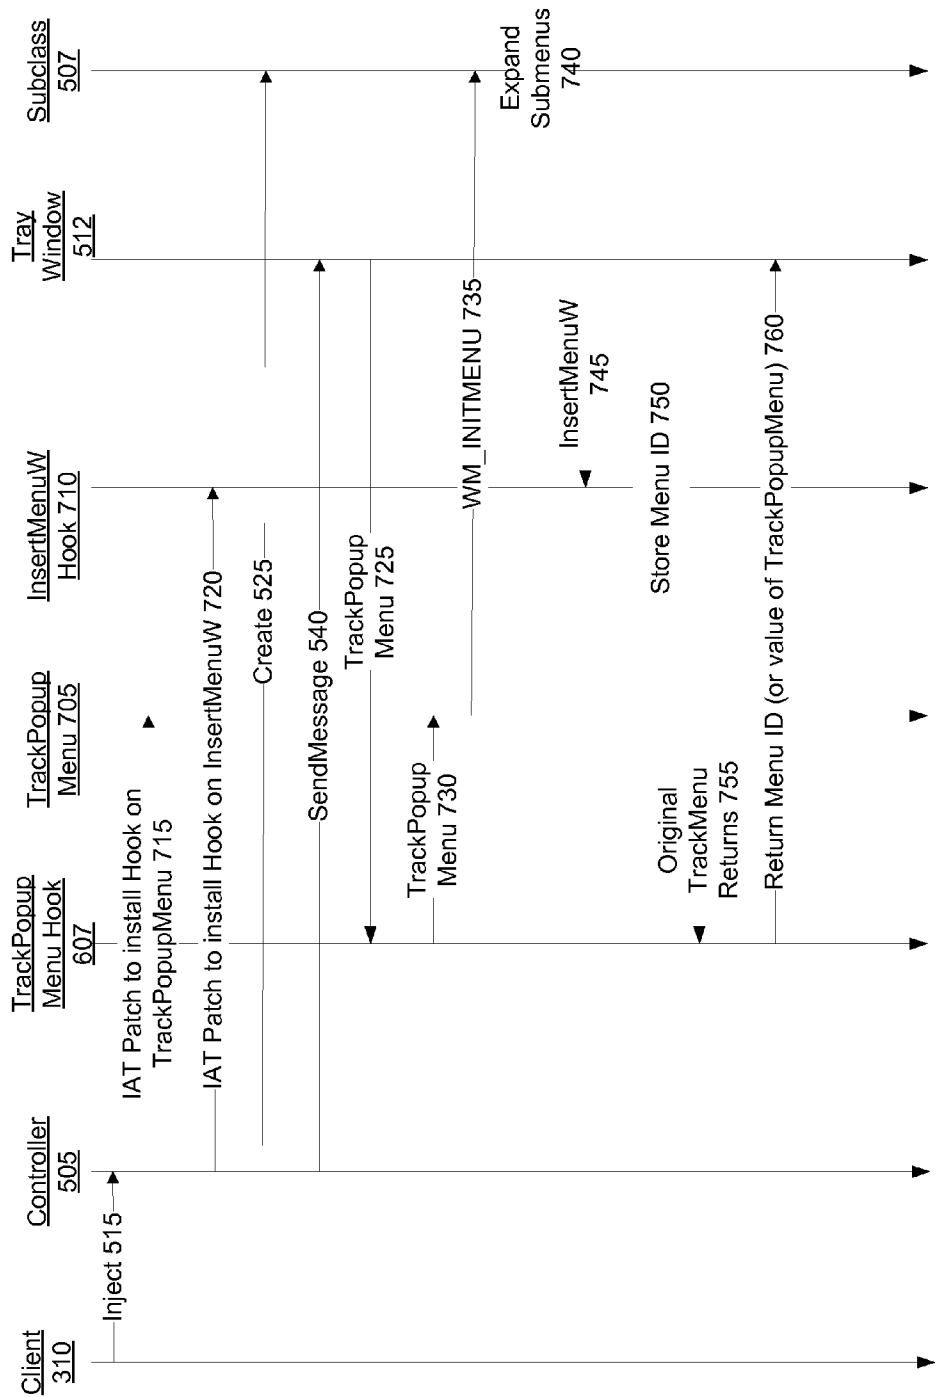 Client
310
Controller
505
TrackPopup
Menu Hook
607
TrackPopup
Menu 705
InsertMenuW
Hook 710
Tray
Window
512
Subclass
507
Inject 515
IAT Patch to install Hook on
TrackPopupMenu 715
IAT Patch to install Hook on InsertMenuW 720
Create 525
SendMessage 540
TrackPopup
Menu 725
TrackPopup
Menu 730
WM_INITMENU 735
Expand
Submenus
740
InsertMenuW
745
Store Menu ID 750
Original
TrackMenu
Returns 755
Return Menu ID (or value of TrackPopupMenu) 760